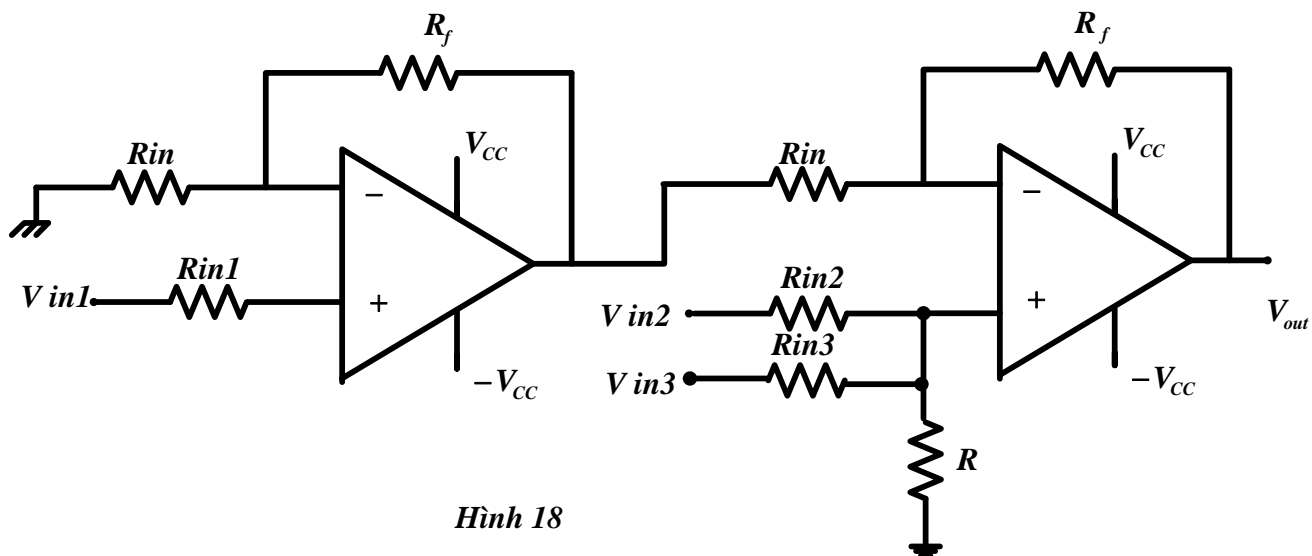 R_f
R_f
V_CC
V_CC
Rin
Rin
−
−
Rin1
Rin2
V in1
+
+
V in2
V_out
Rin3
−V_CC
−V_CC
V in3
R
Hình 18